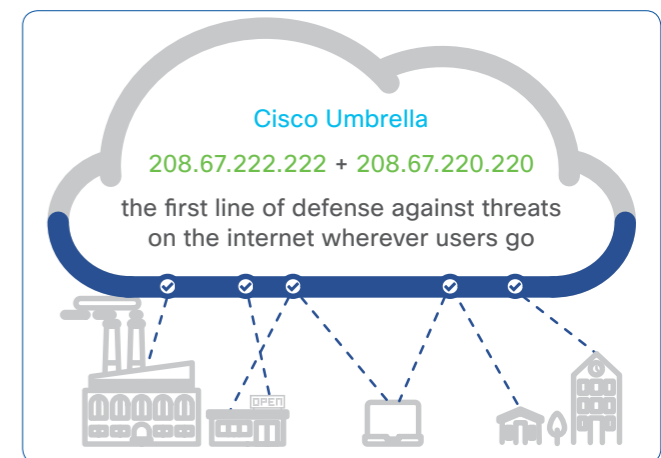 Cisco Umbrella
208.67.222.222 + 208.67.220.220
the first line of defense against threats
on the internet wherever users go
OPEN